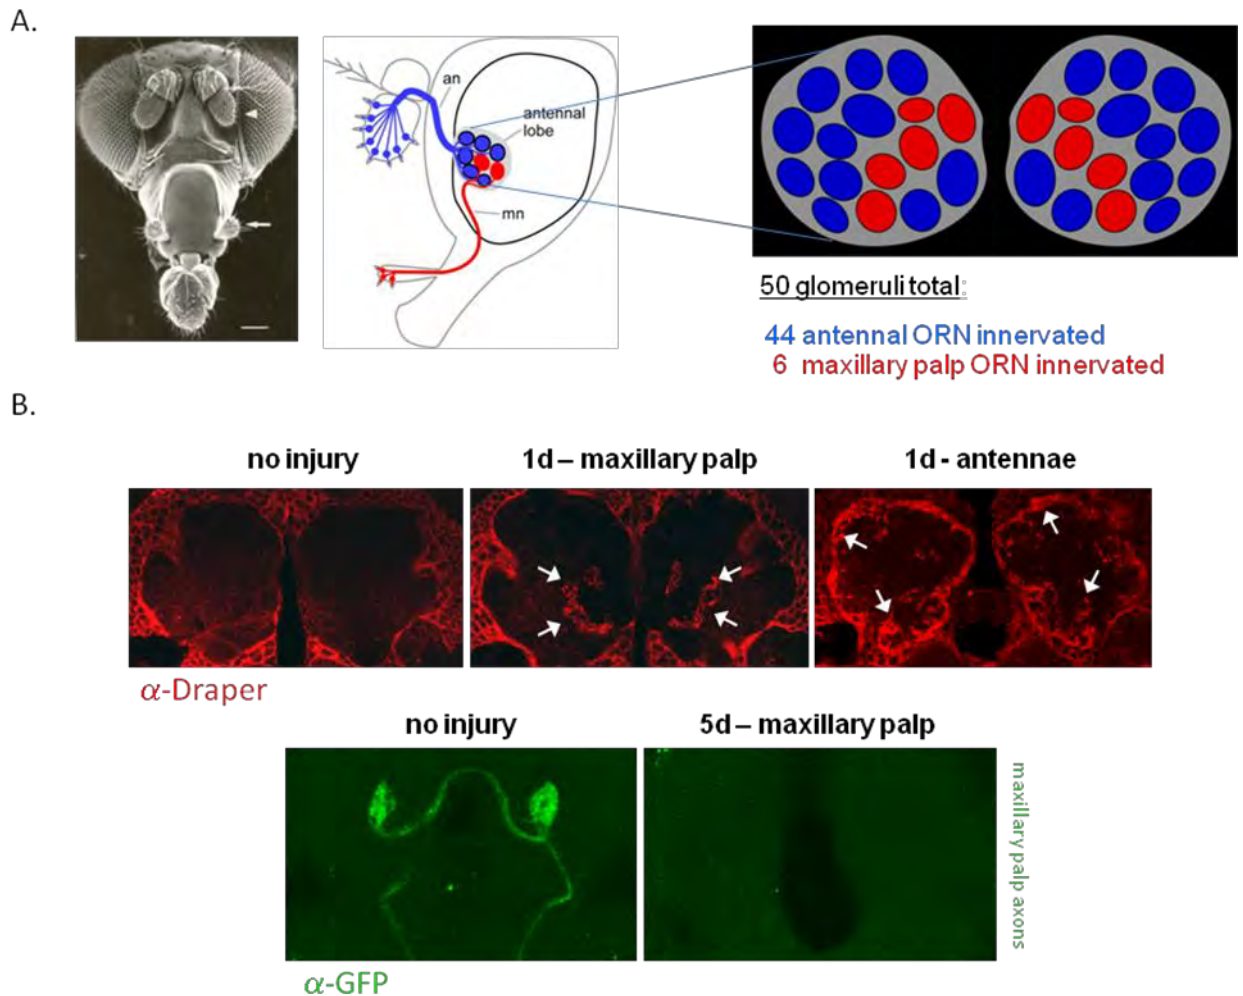 A.
an
antennal
lobe
mn
50 glomeruli total:
44 antennal ORN innervated
6 maxillary palp ORN innervated
B.
no injury
1d – maxillary palp
1d - antennae
α-Draper
no injury
5d – maxillary palp
maxillary palp axons
α-GFP